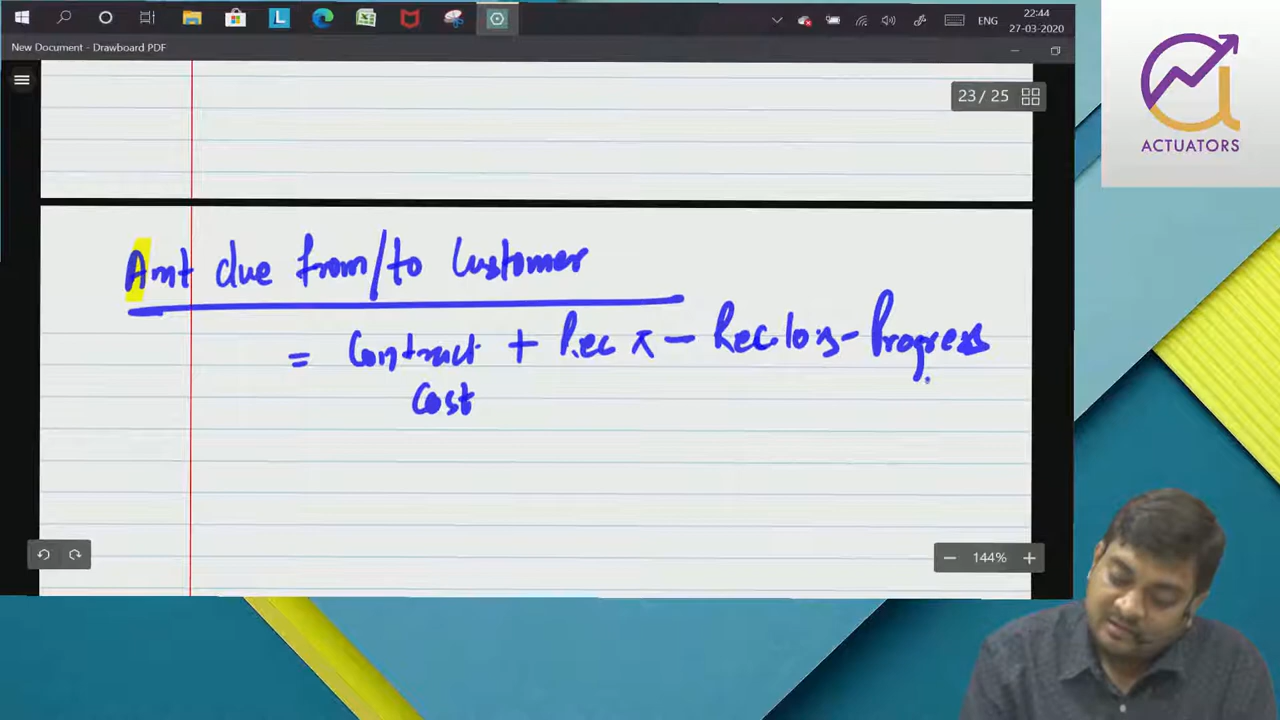 22:44
ENG
27-03-2020
New Document - Drawboard PDF
23 / 25
ACTUATORS
Amt due from/to Customer
= Contract + Rec π - Rec.loss - Progress
Cost
144%